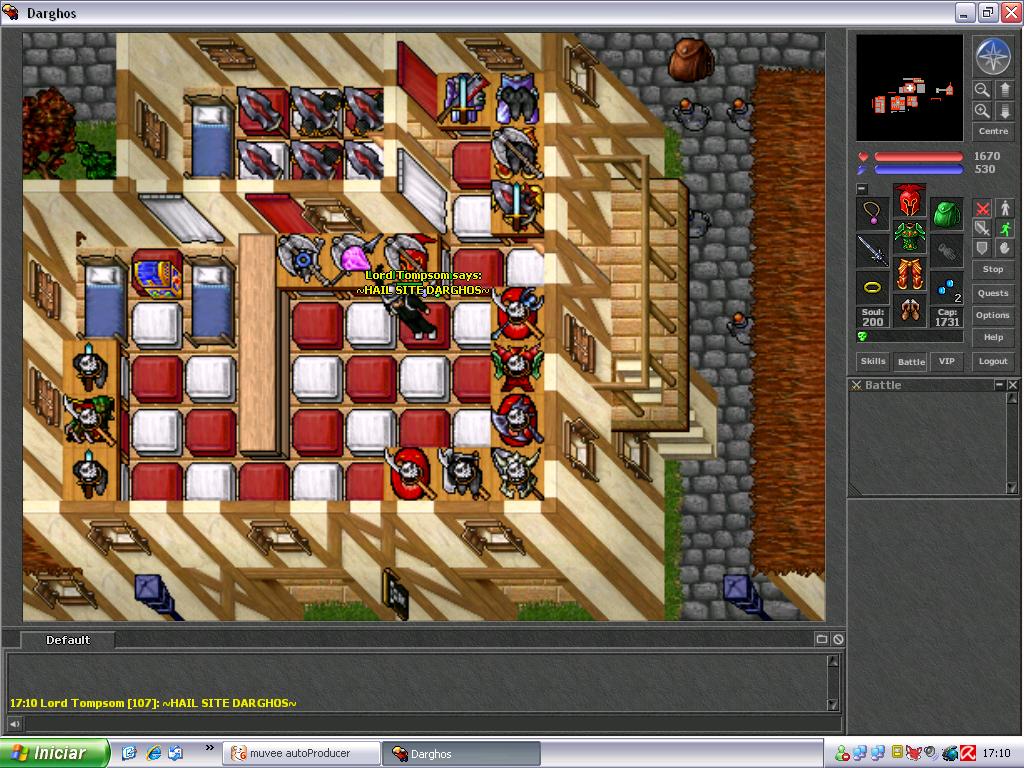 Darghos
Centre
1670
530
Lord Tompsom says:
~HAIL SITE DARGHOS~
2
Soul:
200
Cap:
1731
Stop
Quests
Options
Help
Skills
Battle
VIP
Logout
Battle
Default
17:10 Lord Tompsom [107]: ~HAIL SITE DARGHOS~
Iniciar
»
muvee autoProducer
Darghos
17:10